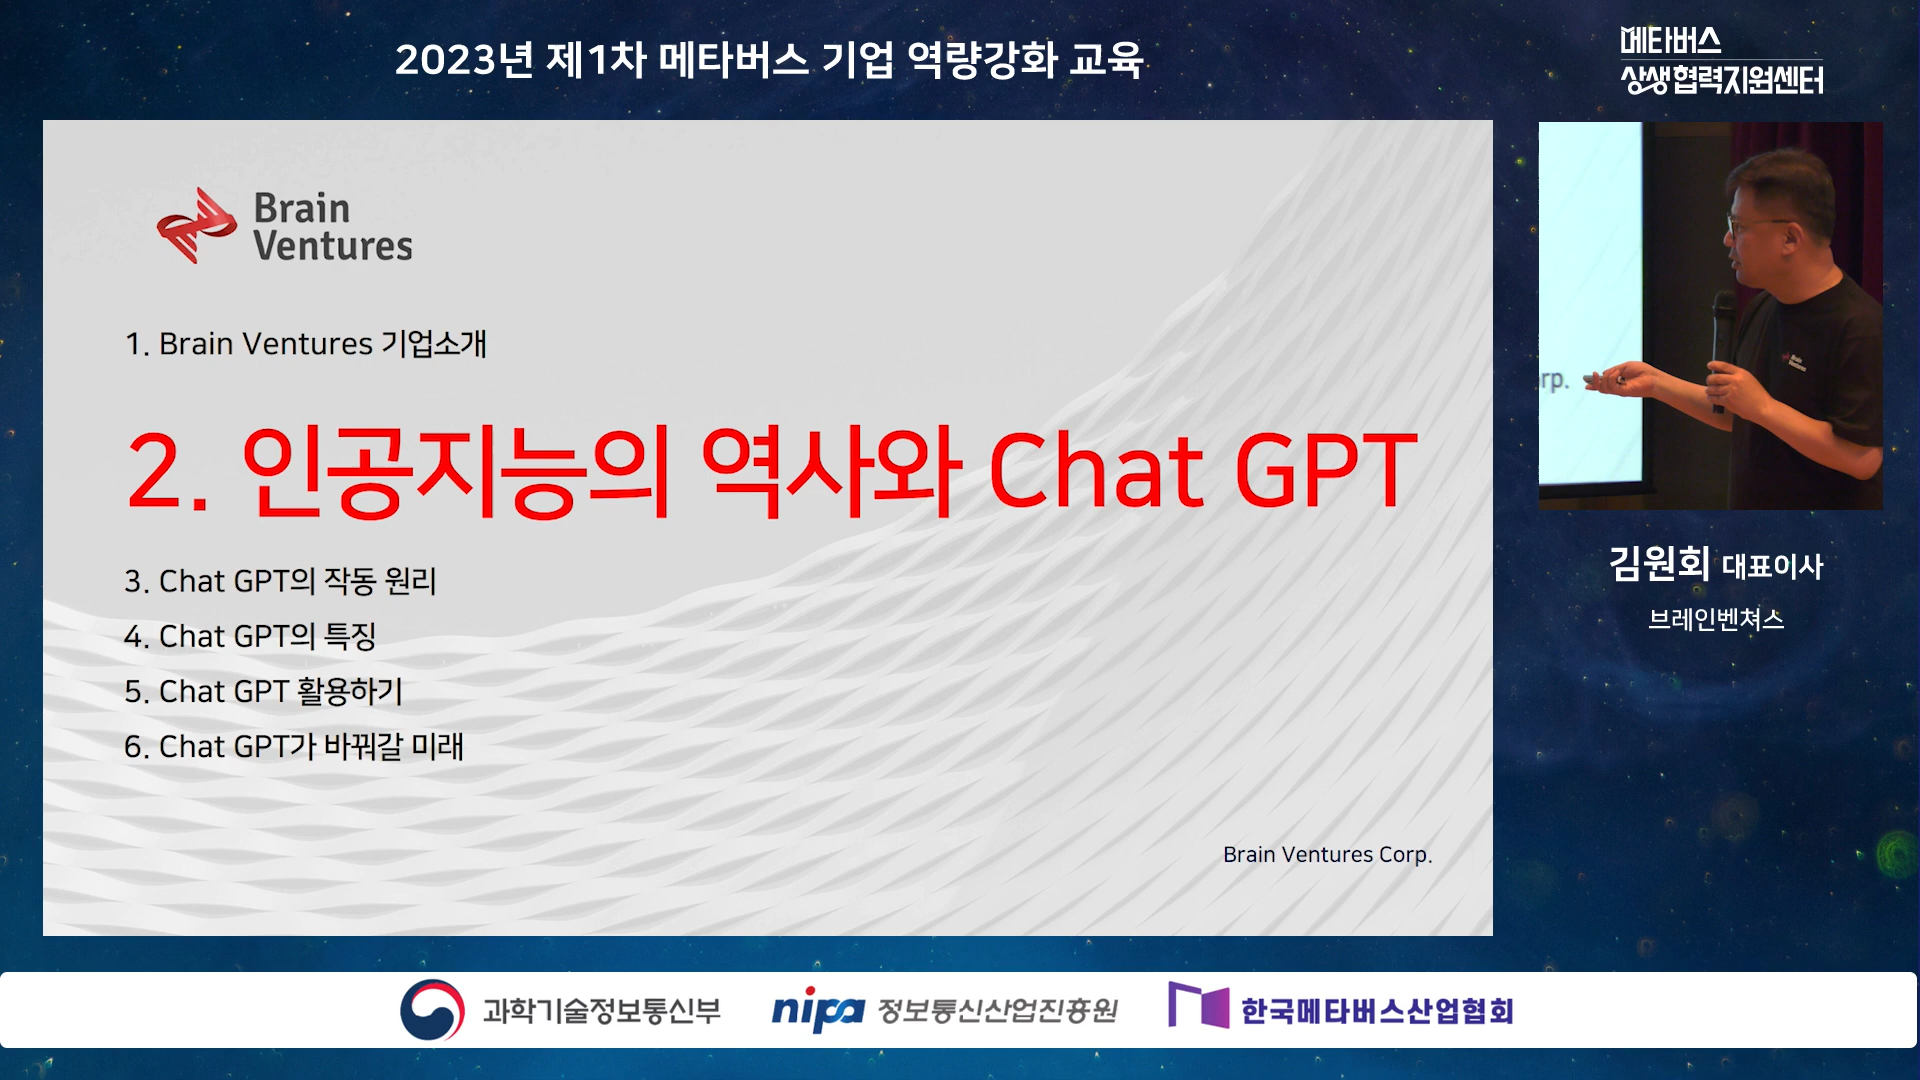 2023년 제1차 메타버스 기업 역량강화 교육
메타버스
상생협력지원센터
Brain
Ventures
1. Brain Ventures 기업소개
2. 인공지능의 역사와 Chat GPT
3. Chat GPT의 작동 원리
4. Chat GPT의 특징
5. Chat GPT 활용하기
6. Chat GPT가 바꿔갈 미래
Brain Ventures Corp.
rp.
Brain
Ventures
김원회 대표이사
브레인벤쳐스
과학기술정보통신부
nipa 정보통신산업진흥원
한국메타버스산업협회